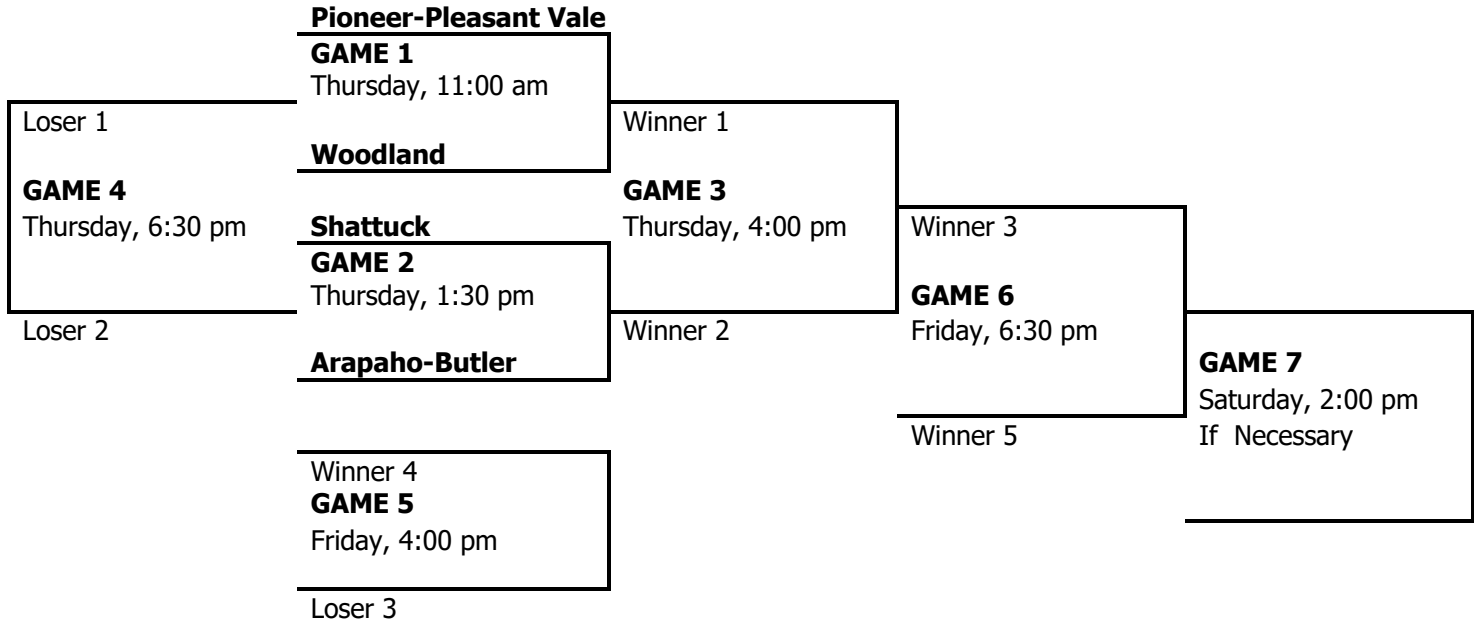 Pioneer-Pleasant Vale
GAME 1
Thursday, 11:00 am
Loser 1
Winner 1
Woodland
GAME 4
GAME 3
Thursday, 6:30 pm
Shattuck
Thursday, 4:00 pm
Winner 3
GAME 2
Thursday, 1:30 pm
GAME 6
Loser 2
Winner 2
Friday, 6:30 pm
Arapaho-Butler
GAME 7
Saturday, 2:00 pm
Winner 5
If Necessary
Winner 4
GAME 5
Friday, 4:00 pm
Loser 3